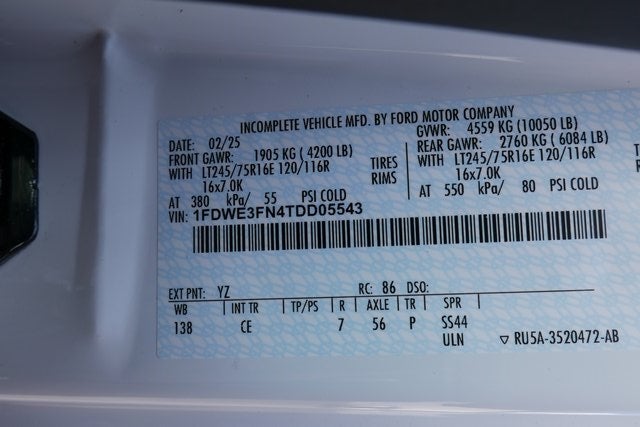 INCOMPLETE VEHICLE MFD. BY FORD MOTOR COMPANY
DATE: 02/25 GVWR: 4559 KG (10050 LB)
FRONT GAWR: 1905 KG ( 4200 LB) REAR GAWR: 2760 KG ( 6084 LB)
WITH LT245/75R16E 120/116R TIRES WITH LT245/75R16E 120/116R
16x7.0K RIMS 16x7.0K
AT 380 kPa/ 55 PSI COLD AT 550 kPa/ 80 PSI COLD
VIN: 1FDWE3FN4TDD05543
EXT PNT: YZ RC: 86 DSO:
WB INT TR TP/PS R AXLE TR SPR
138 CE 7 56 P SS44
ULN ▽ RU5A-3520472-AB